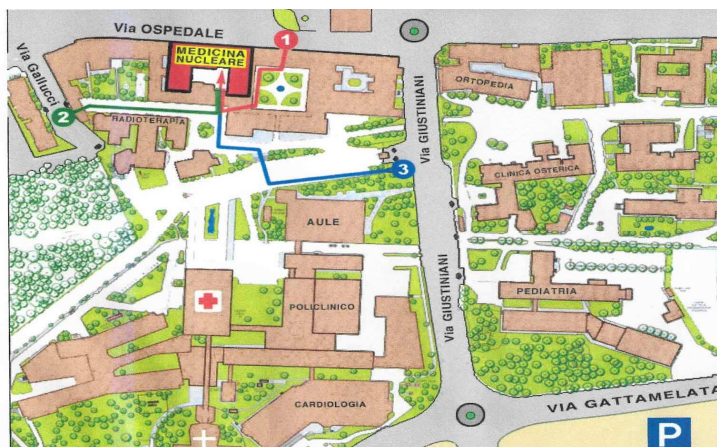 Via OSPEDALE
1
MEDICINA
NUCLEARE
Via Gallucci
2
RADIOTERAPIA
ORTOPEDIA
Via GIUSTINIANI
3
CLINICA OSTERICA
AULE
Via GIUSTINIANI
PEDIATRIA
POLICLINICO
CARDIOLOGIA
VIA GATTAMELATA
P